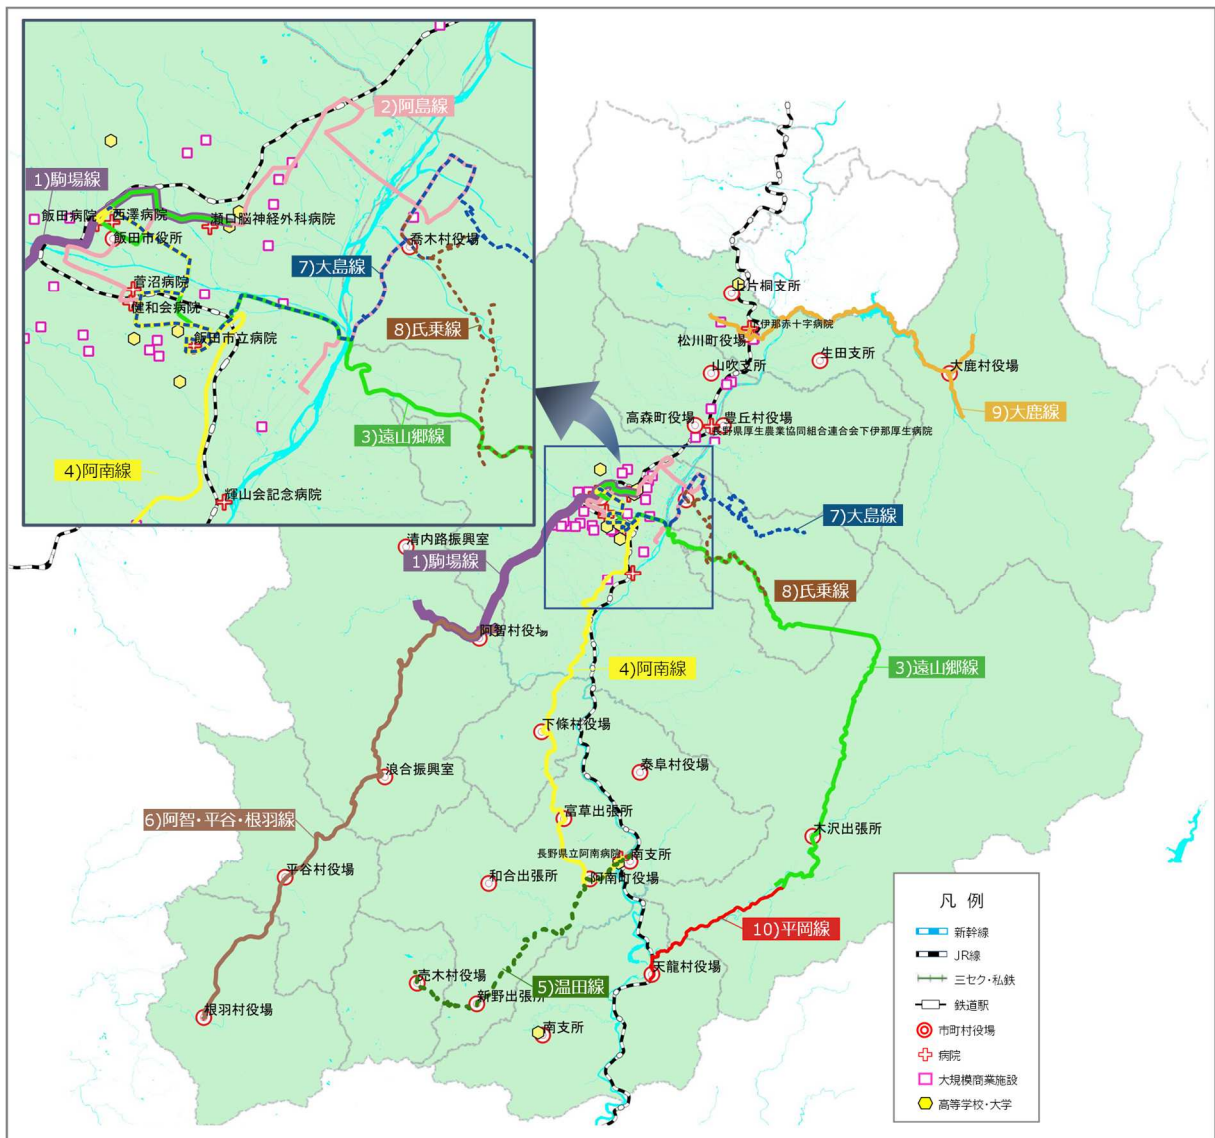 2)阿島線
1)駒場線
飯田病院
西澤病院
瀬口脳神経外科病院
飯田市役所
喬木村役場
7)大島線
菅沼病院
健和会病院
8)氏乗線
飯田市立病院
3)遠山郷線
4)阿南線
輝山会記念病院
上片桐支所
下伊那赤十字病院
松川町役場
生田支所
山吹支所
大鹿村役場
9)大鹿線
高森町役場
豊丘村役場
長野県厚生農業協同組合連合会下伊那厚生病院
7)大島線
清内路振興室
1)駒場線
8)氏乗線
阿智村役場
4)阿南線
3)遠山郷線
下條村役場
浪合振興室
泰阜村役場
6)阿智・平谷・根羽線
富草出張所
木沢出張所
長野県立阿南病院
南支所
平谷村役場
和合出張所
阿南町役場
10)平岡線
天龍村役場
売木村役場
5)温田線
新野出張所
根羽村役場
南支所
凡 例
新幹線
JR線
三セク・私鉄
鉄道駅
市町村役場
病院
大規模商業施設
高等学校・大学